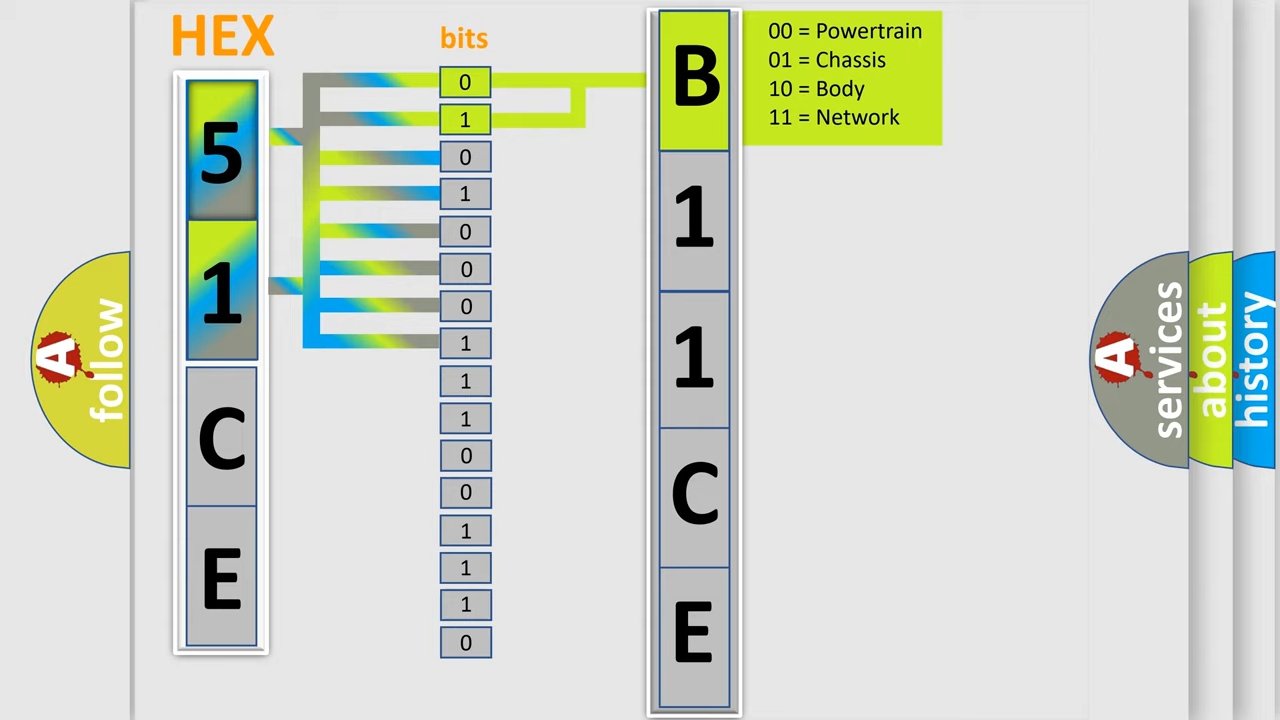 HEX
bits
5
1
C
E
0
1
0
1
0
0
0
1
1
1
0
0
1
1
1
0
B
1
1
C
E
00 = Powertrain
01 = Chassis
10 = Body
11 = Network
A
follow
A
services
about
history